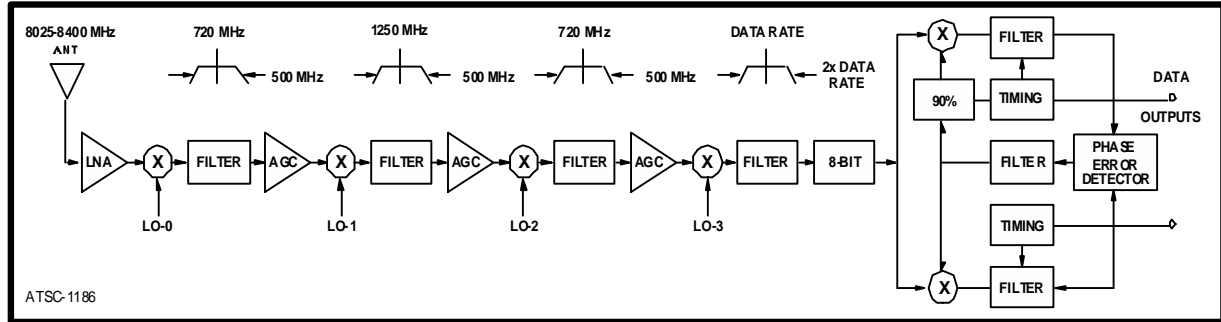 8025-8400 MHz
ANT
720 MHz
500 MHz
1250 MHz
500 MHz
720 MHz
500 MHz
DATA RATE
2x DATA
RATE
LNA
X
FILTER
AGC
X
FILTER
AGC
X
FILTER
AGC
X
FILTER
8-BIT
LO-0
LO-1
LO-2
LO-3
X
FILTER
90%
TIMING
DATA
OUTPUTS
FILTER
PHASE
ERROR
DETECTOR
TIMING
X
FILTER
ATSC-1186